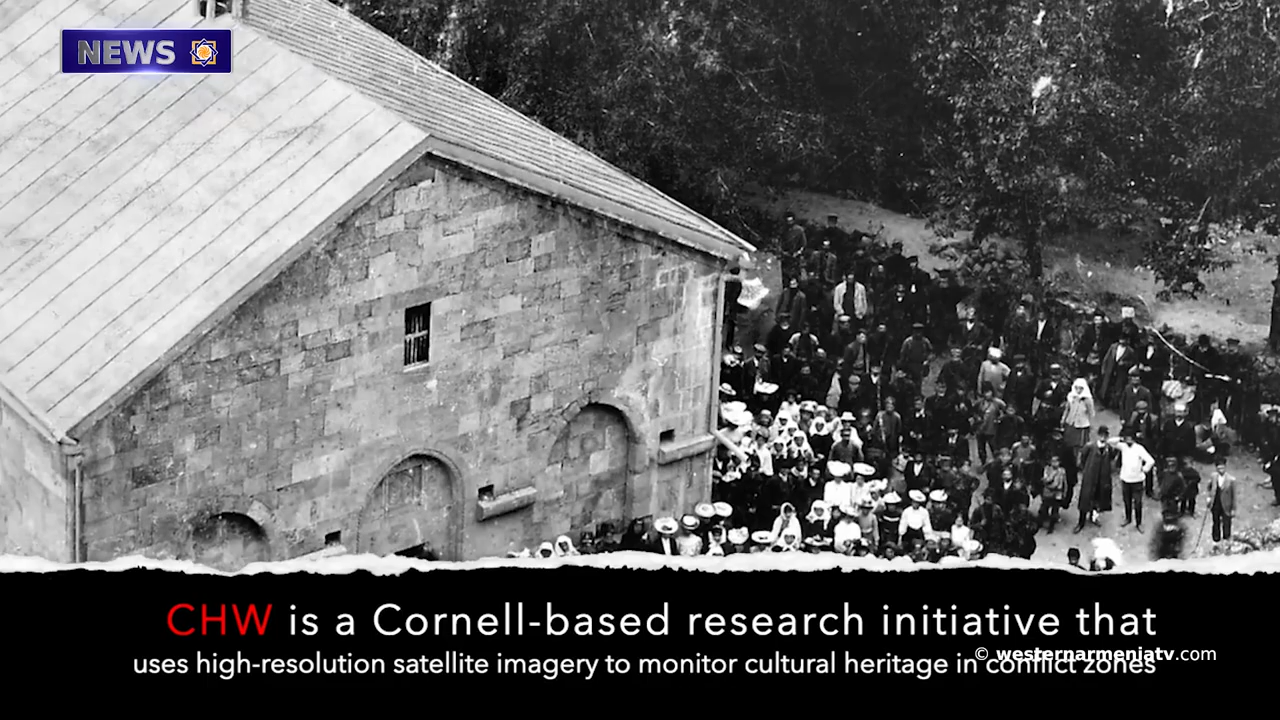 NEWS
CHW is a Cornell-based research initiative that
uses high-resolution satellite imagery to monitor cultural heritage in conflict zones
© westernarmeniatv.com